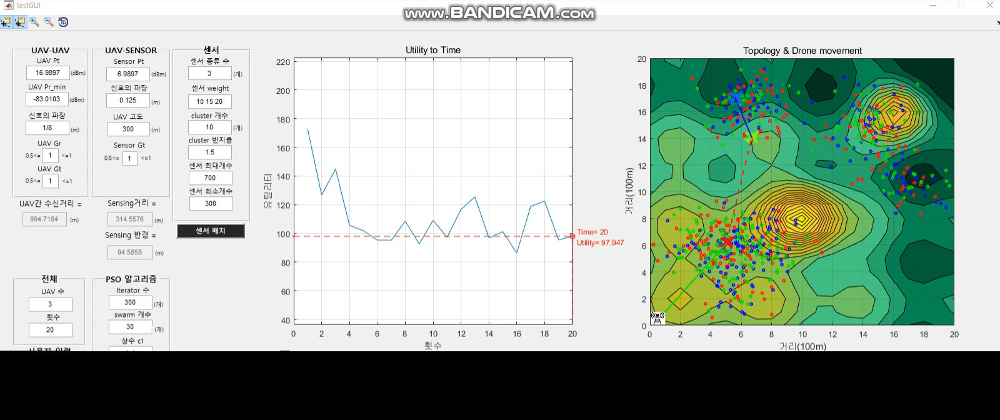 testGUI
www.BANDICAM.com
UAV-UAV
UAV Pt
16.9897 (dBm)
UAV Pr_min
-83.0103 (dBm)
신호의 파장
1/8 (m)
UAV Gr
0.5<= 1 <=1
UAV Gt
0.5<= 1 <=1
UAV간 수신거리 =
994.7184 (m)
UAV-SENSOR
Sensor Pt
6.9897 (dBm)
신호의 파장
0.125 (m)
UAV 고도
300 (m)
Sensor Gt
0.5<= 1 <=1
Sensing거리 =
314.5576 (m)
Sensing 반경 =
94.5858 (m)
센서
센서 종류 수
3 (개)
센서 weight
10 15 20
cluster 개수
10 (개)
cluster 반지름
1.5
센서 최대개수
700
센서 최소개수
300
센서 배치
전체
UAV 수
3
횟수
20
PSO 알고리즘
Iterator 수
300 (개)
swarm 개수
30 (개)
상수 c1
Utility to Time
220
200
180
160
140
120
100
80
60
40
유틸리티
0 2 4 6 8 10 12 14 16 18 20
횟수
Time= 20
Utility= 97.947
Topology & Drone movement
20
18
16
14
12
10
8
6
4
2
0
거리(100m)
0 2 4 6 8 10 12 14 16 18 20
거리(100m)